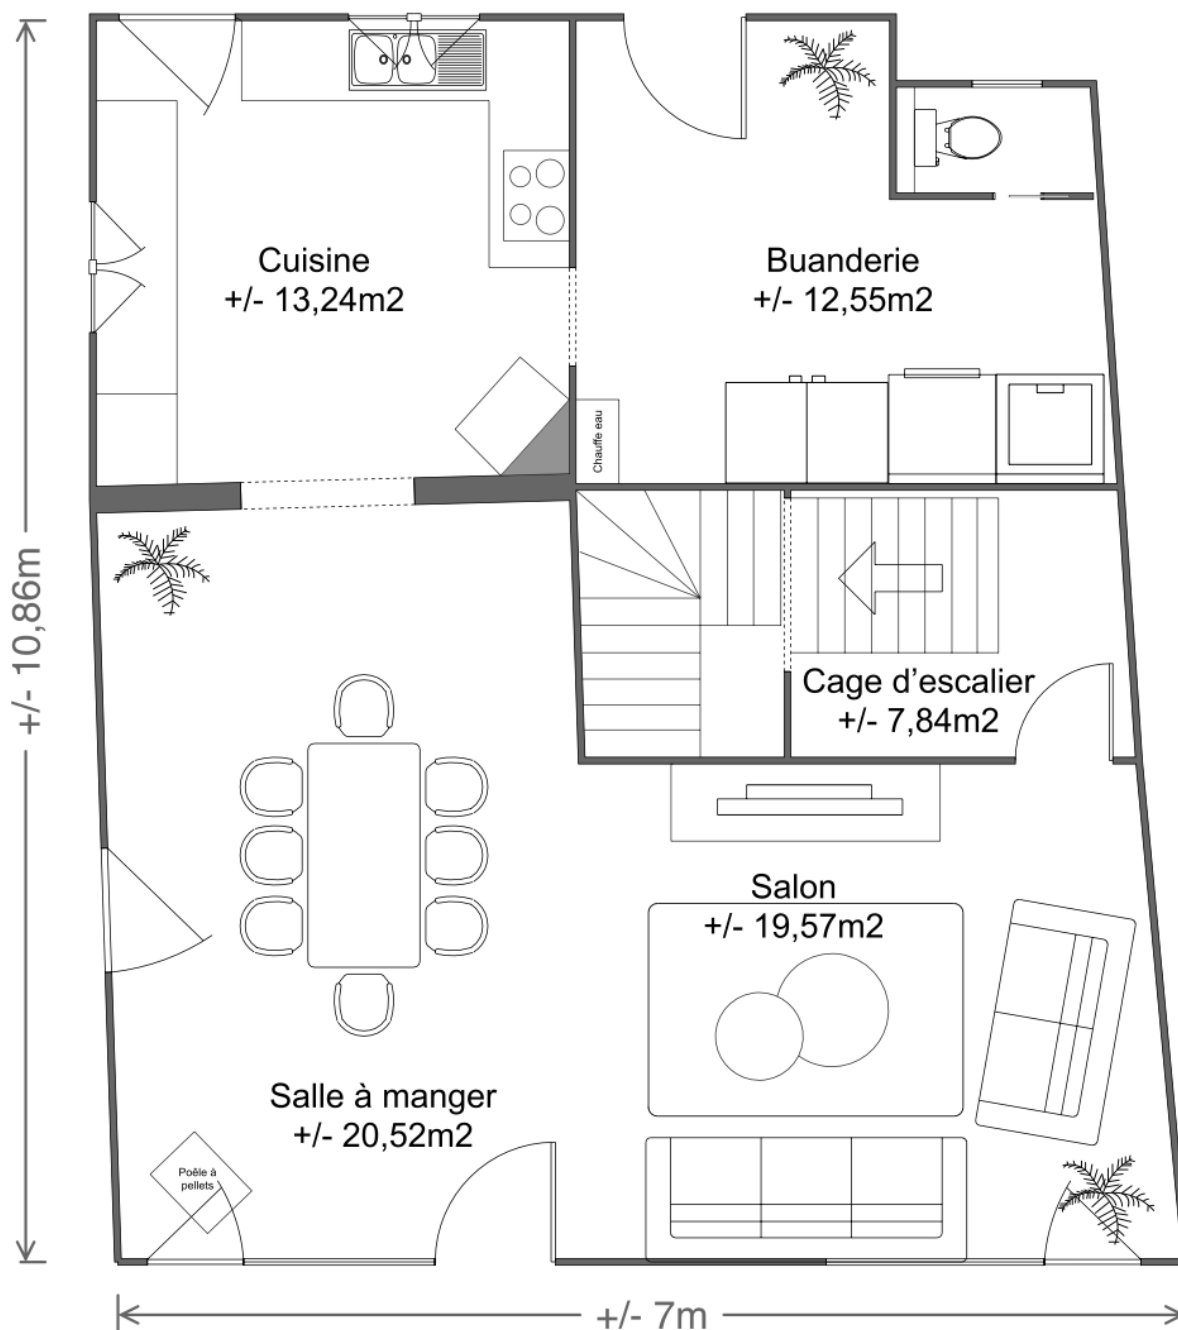 Cuisine
+/- 13,24m2
Buanderie
+/- 12,55m2
Chauffe eau
+/- 10,86m
Cage d'escalier
+/- 7,84m2
Salon
+/- 19,57m2
Salle à manger
+/- 20,52m2
Poêle à
pellets
+/- 7m